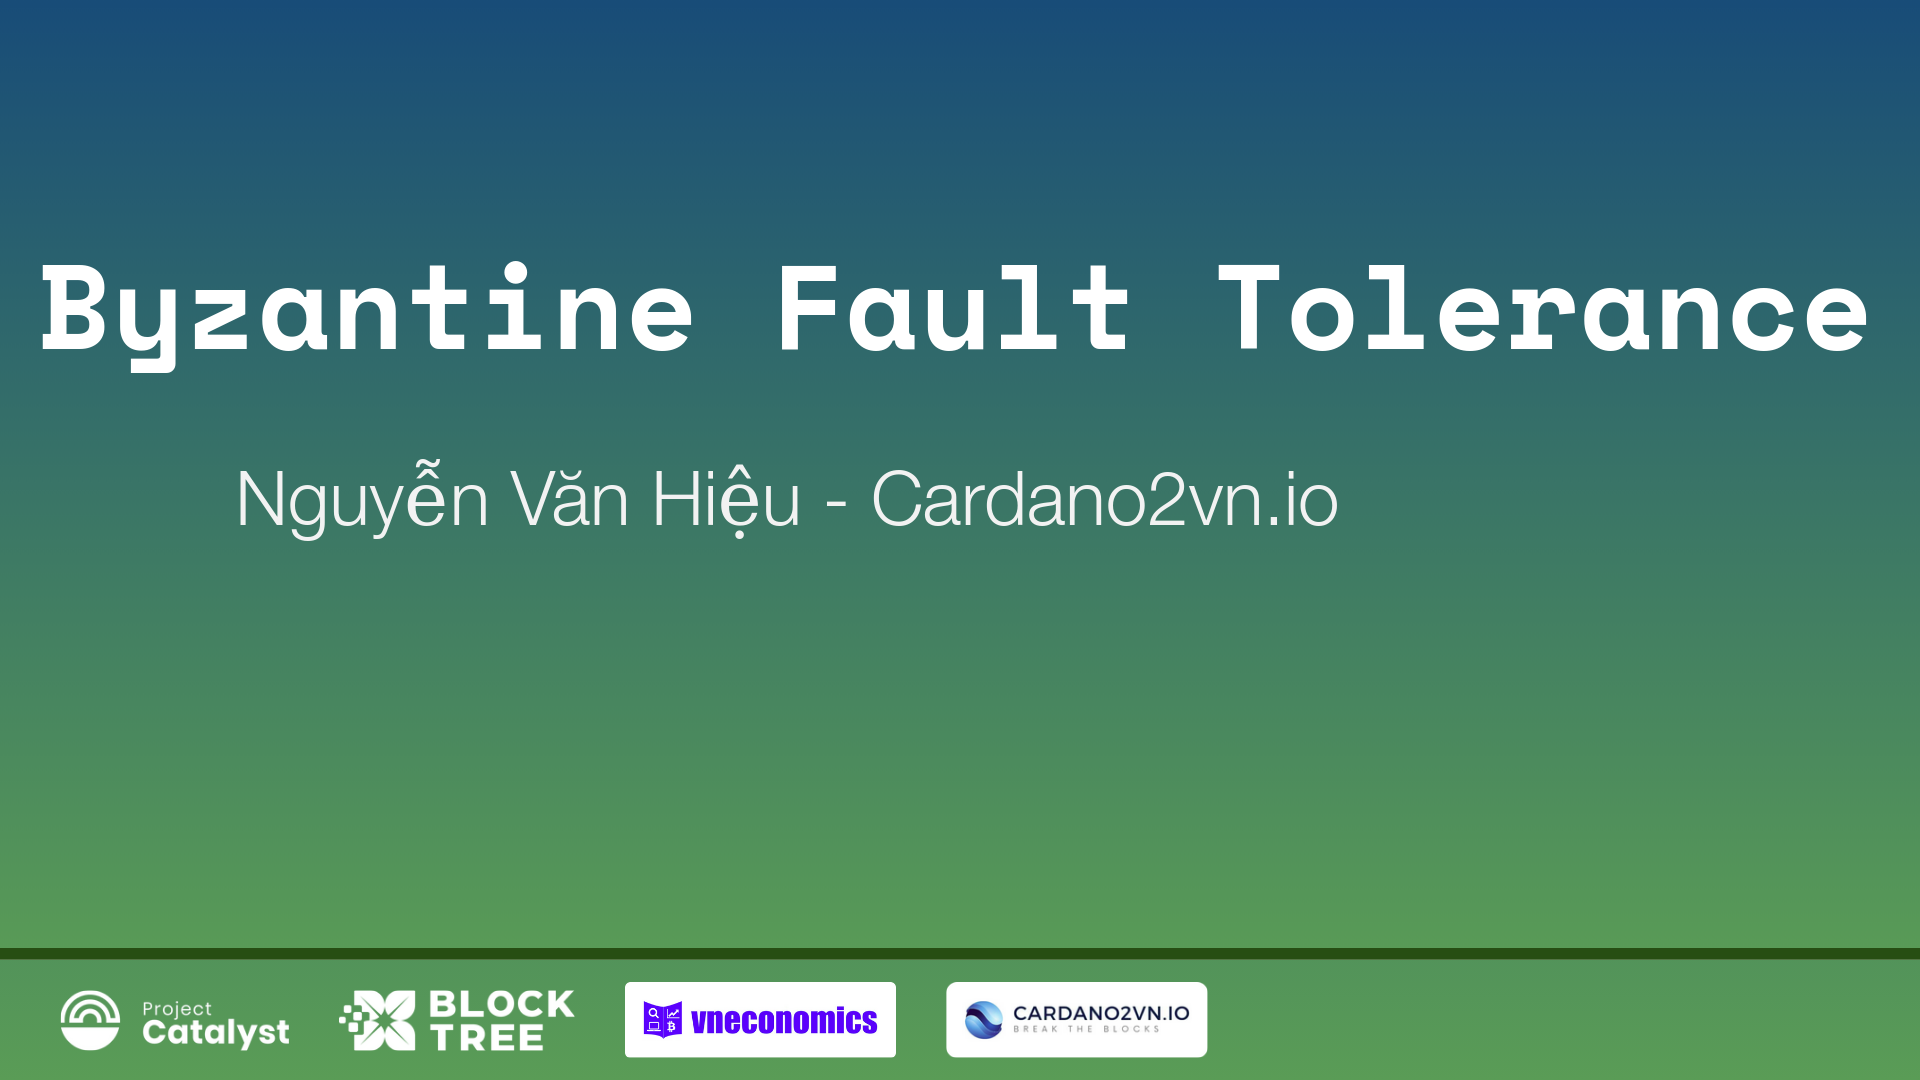 Byzantine Fault Tolerance
Nguyễn Văn Hiệu - Cardano2vn.io
Project
Catalyst
BLOCK
TREE
vneconomics
CARDANO2VN.IO
BREAK THE BLOCKS